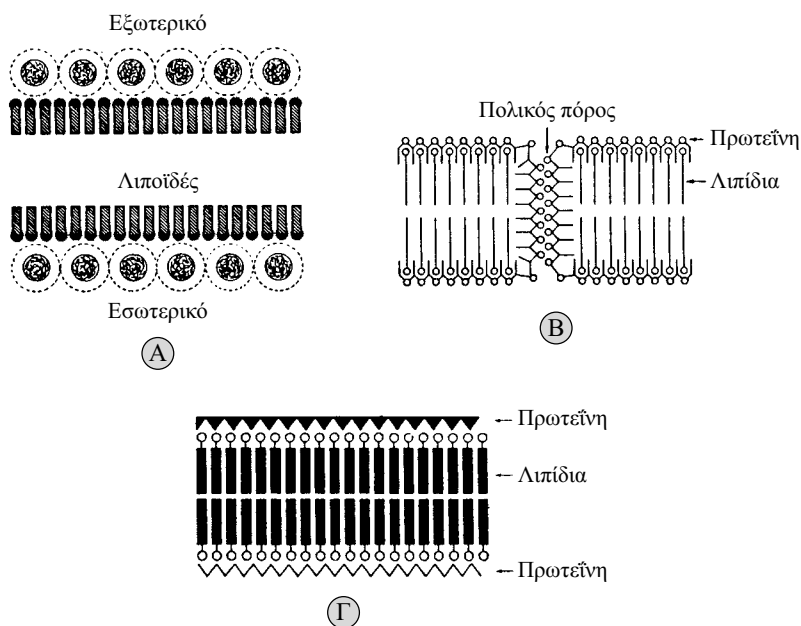 Εξωτερικό
Λιποϊδές
Εσωτερικό
Α
Πολικός πόρος
Πρωτεΐνη
Λιπίδια
Β
Πρωτεΐνη
Λιπίδια
Πρωτεΐνη
Γ